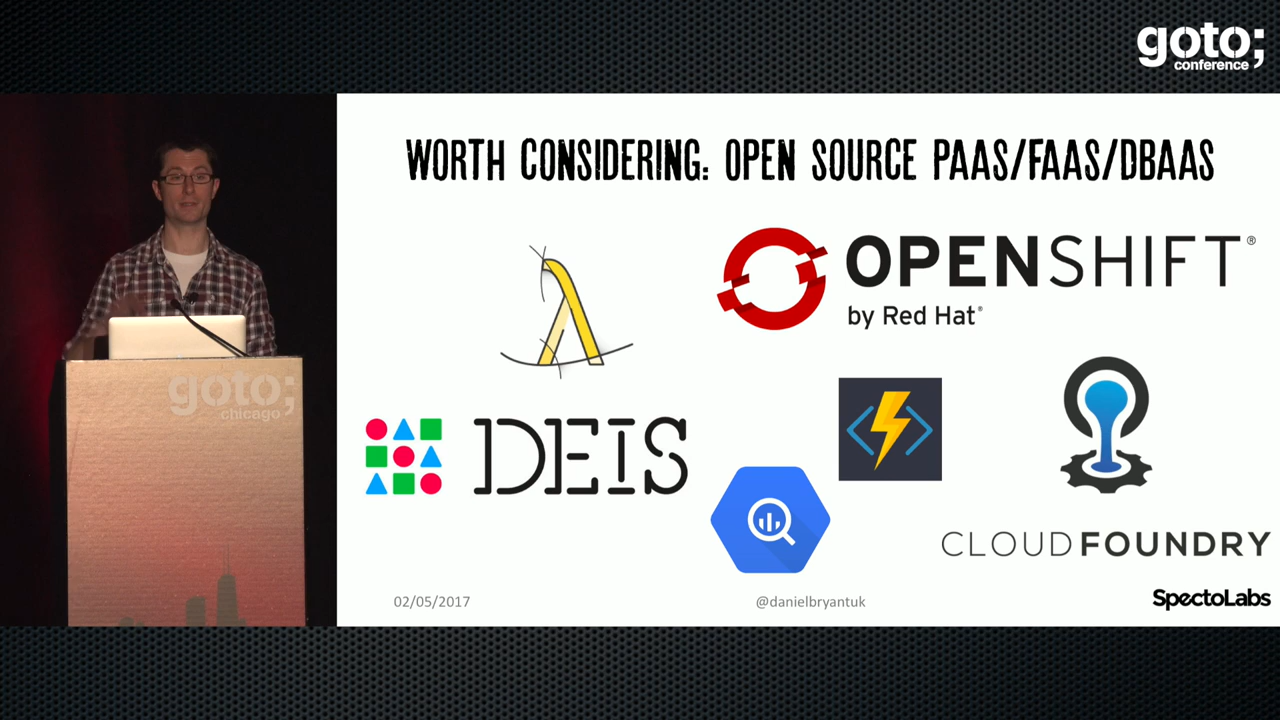 goto;
conference
WORTH CONSIDERING: OPEN SOURCE PAAS/FAAS/DBAAS
OPENSHIFT®
by Red Hat®
DEIS
CLOUDFOUNDRY
02/05/2017
@danielbryantuk
SpectoLabs
goto;
chicago